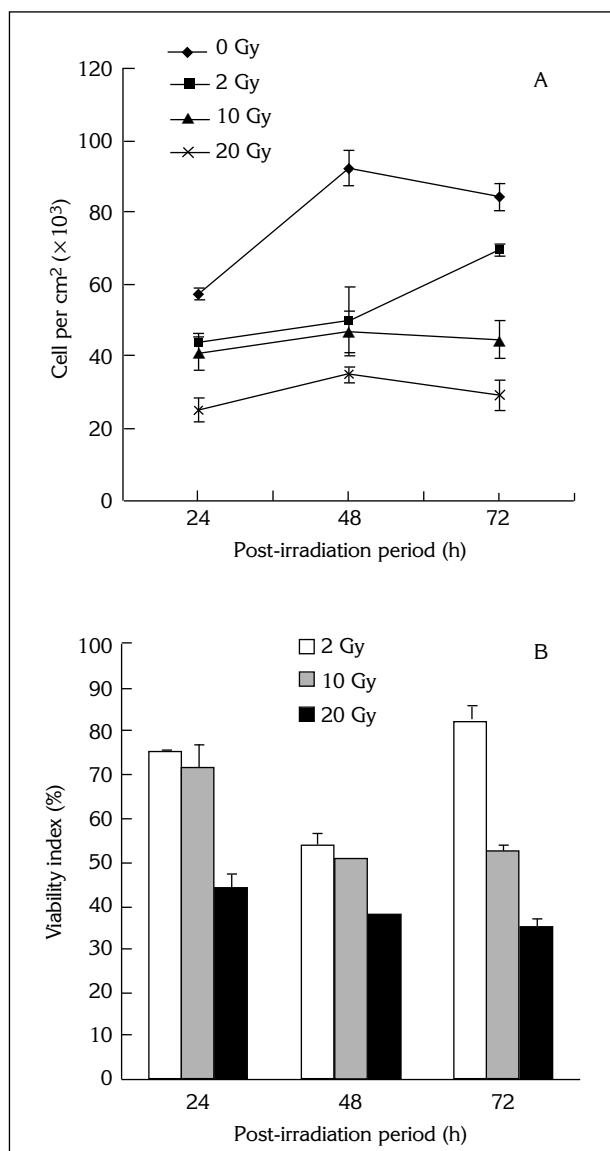 0 Gy
2 Gy
10 Gy
20 Gy
A
120
100
80
60
40
20
0
Cell per cm² (×10³)
24 48 72
Post-irradiation period (h)
2 Gy
10 Gy
20 Gy
B
100
90
80
70
60
50
40
30
20
10
0
Viability index (%)
24 48 72
Post-irradiation period (h)